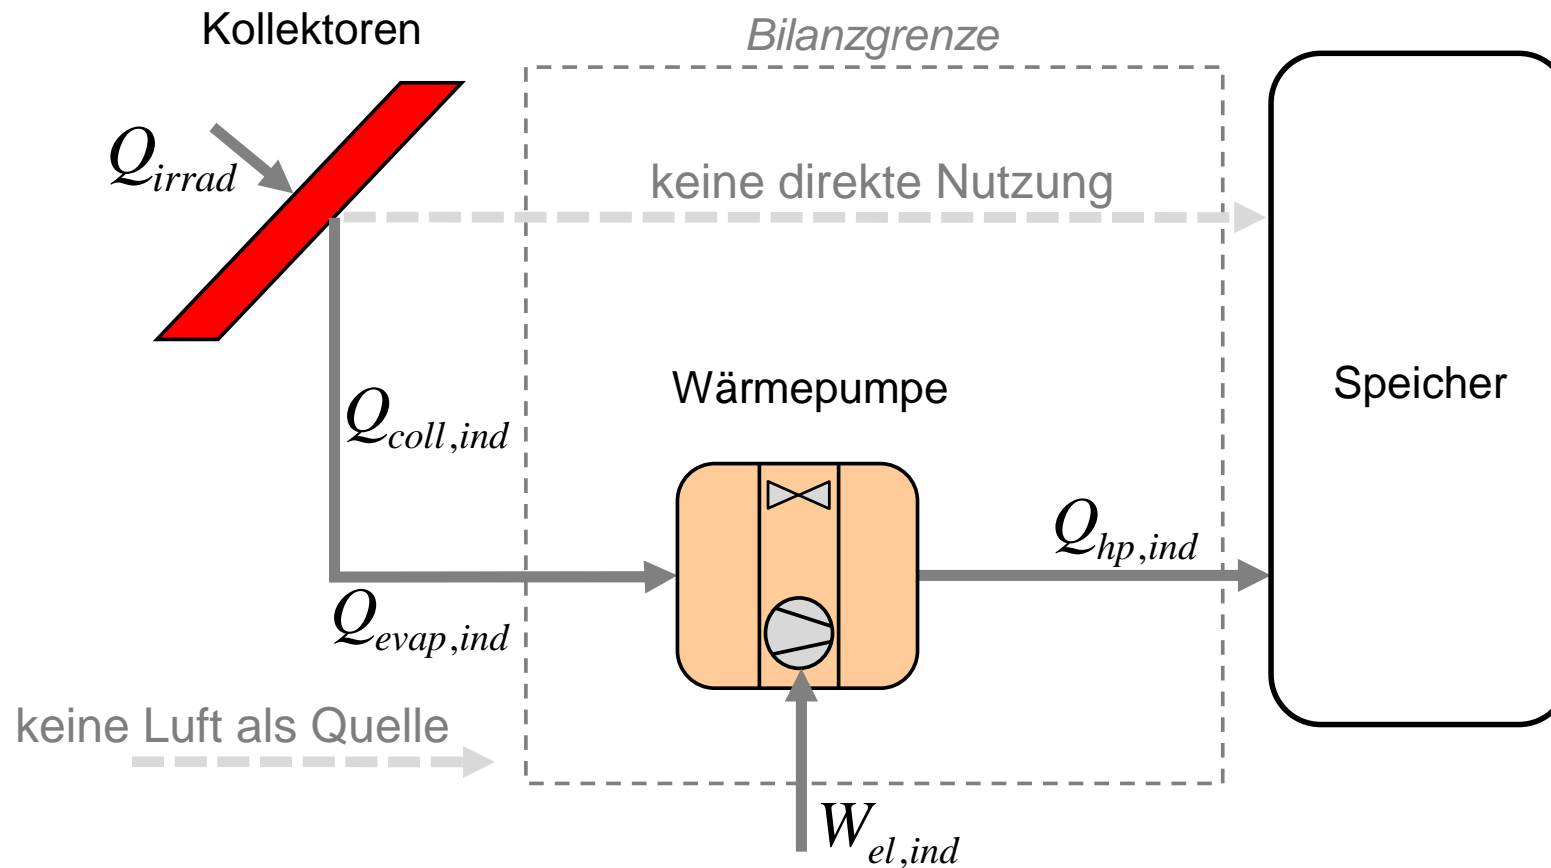 Kollektoren
Bilanzgrenze
Q_irrad
keine direkte Nutzung
Wärmepumpe
Speicher
Q_coll,ind
Q_hp,ind
Q_evap,ind
keine Luft als Quelle
W_el,ind